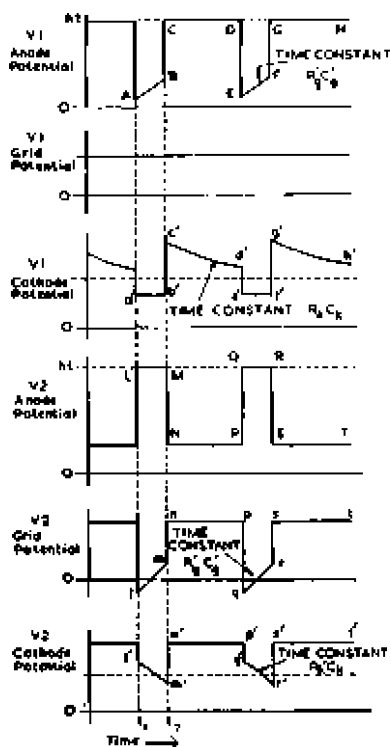 ht
C D G H
V1
Anode
Potential
TIME
CONSTANT
B
A
E
O
V1
Grid
Potential
O
c'
g'
d'
h'
V1
Cathode
Potential
b'
TIME CONSTANT RkCk
O
ht
Q R
L M
V2
Anode
Potential
N P T
O
V2
Grid
Potential
n p s
TIME
CONSTANT
m
q
O
V2
Cathode
Potential
n' p' s'
TIME CONSTANT
m'
O
Time